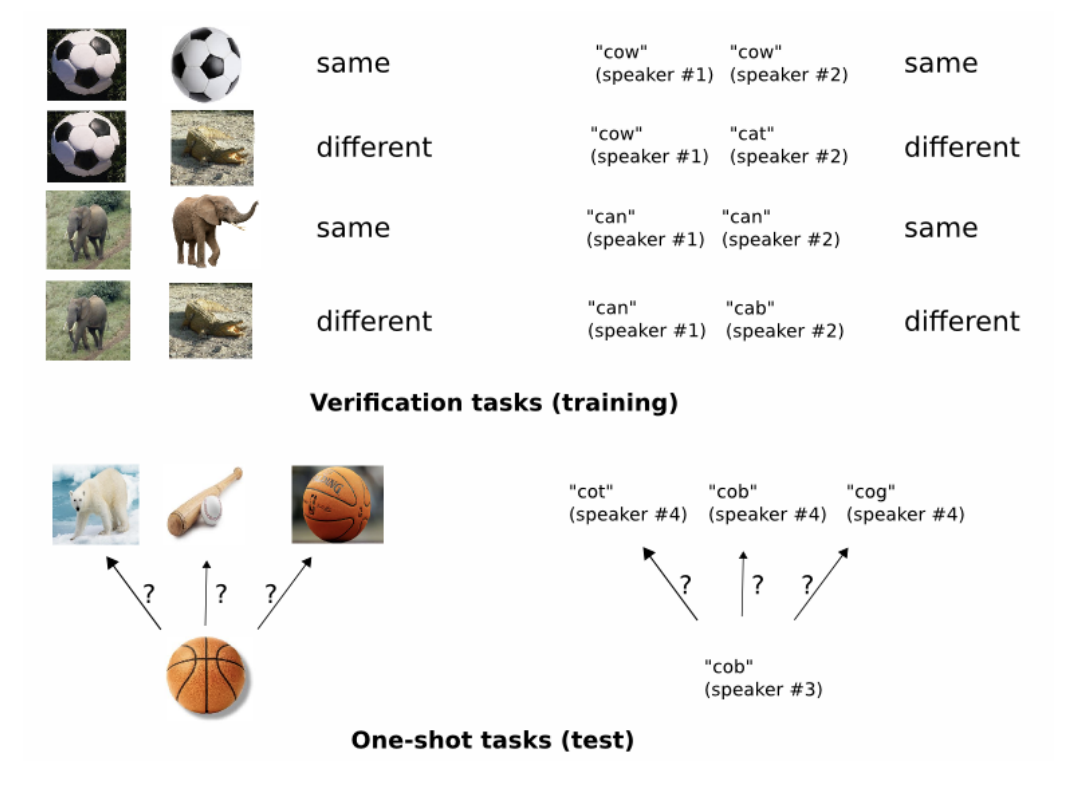 same
"cow" "cow"
(speaker #1) (speaker #2)
same
different
"cow" "cat"
(speaker #1) (speaker #2)
different
same
"can" "can"
(speaker #1) (speaker #2)
same
different
"can" "cab"
(speaker #1) (speaker #2)
different
Verification tasks (training)
? ? ?
"cot" "cob" "cog"
(speaker #4) (speaker #4) (speaker #4)
? ? ?
"cob"
(speaker #3)
One-shot tasks (test)